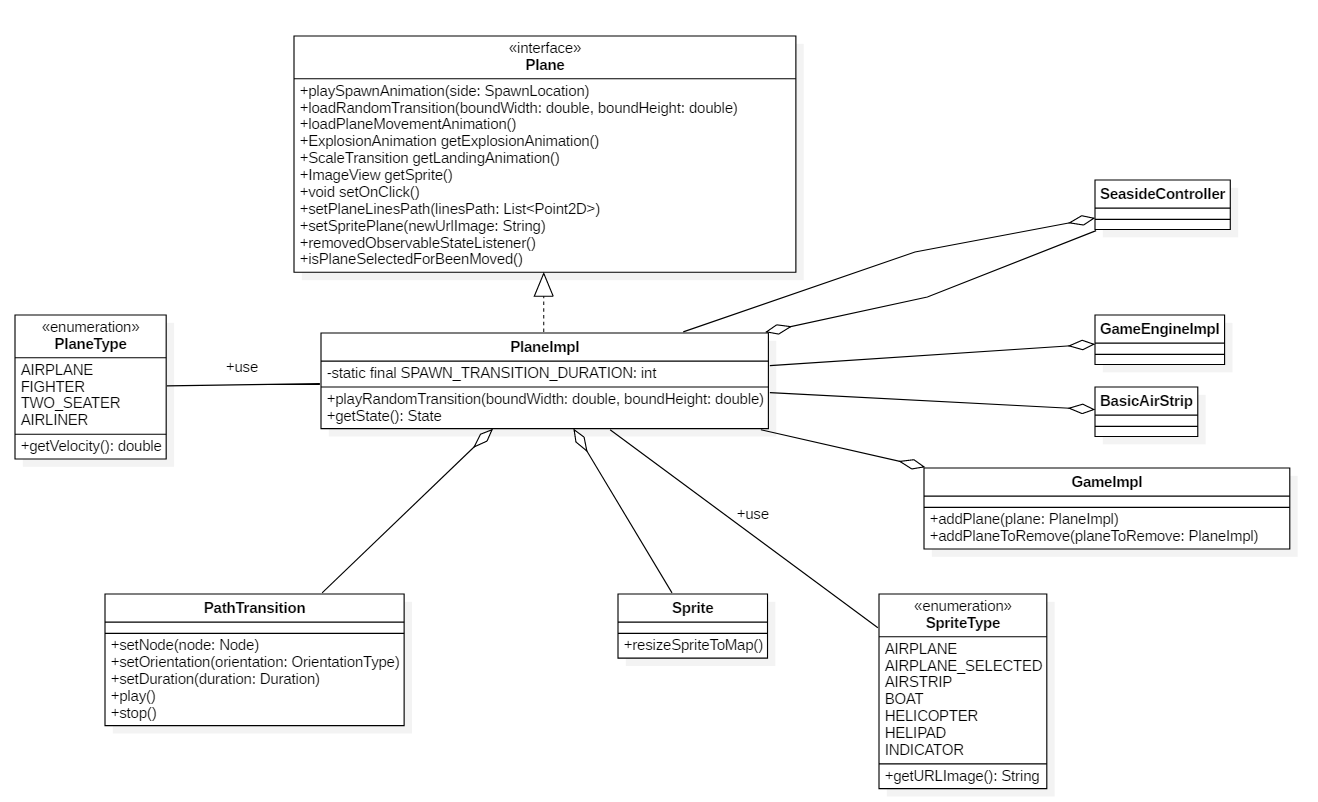 «interface»
Plane
+playSpawnAnimation(side: SpawnLocation)
+loadRandomTransition(boundWidth: double, boundHeight: double)
+loadPlaneMovementAnimation()
+ExplosionAnimation getExplosionAnimation()
+ScaleTransition getLandingAnimation()
+ImageView getSprite()
+void setOnClick()
+setPlaneLinesPath(linesPath: List<Point2D>)
+setSpritePlane(newUrlImage: String)
+removedObservableStateListener()
+isPlaneSelectedForBeenMoved()
SeasideController
«enumeration»
PlaneType
AIRPLANE
FIGHTER
TWO_SEATER
AIRLINER
+getVelocity(): double
+use
PlaneImpl
-static final SPAWN_TRANSITION_DURATION: int
+playRandomTransition(boundWidth: double, boundHeight: double)
+getState(): State
GameEngineImpl
BasicAirStrip
GameImpl
+addPlane(plane: PlaneImpl)
+addPlaneToRemove(planeToRemove: PlaneImpl)
+use
PathTransition
+setNode(node: Node)
+setOrientation(orientation: OrientationType)
+setDuration(duration: Duration)
+play()
+stop()
Sprite
+resizeSpriteToMap()
«enumeration»
SpriteType
AIRPLANE
AIRPLANE_SELECTED
AIRSTRIP
BOAT
HELICOPTER
HELIPAD
INDICATOR
+getURLImage(): String